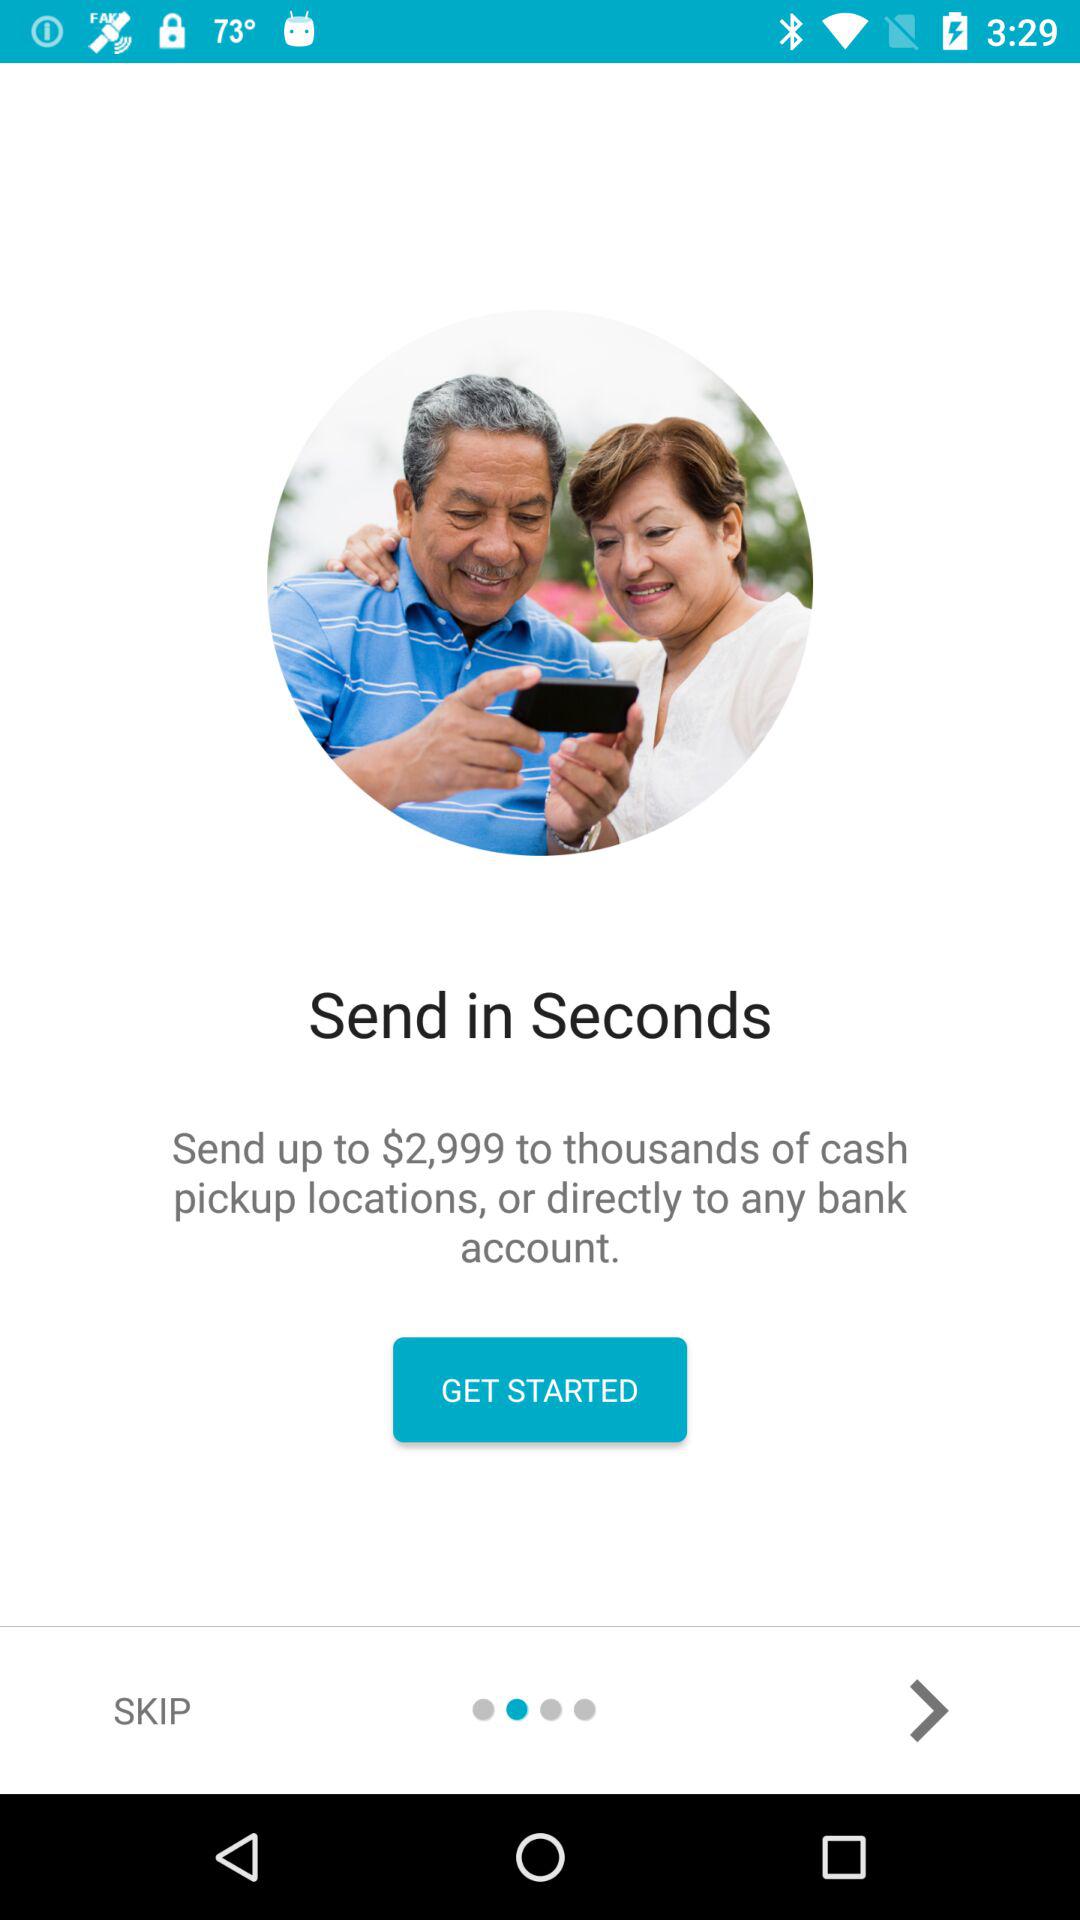 FAKE 73° 3:29
Send in Seconds
Send up to $2,999 to thousands of cash
pickup locations, or directly to any bank
account.
GET STARTED
SKIP